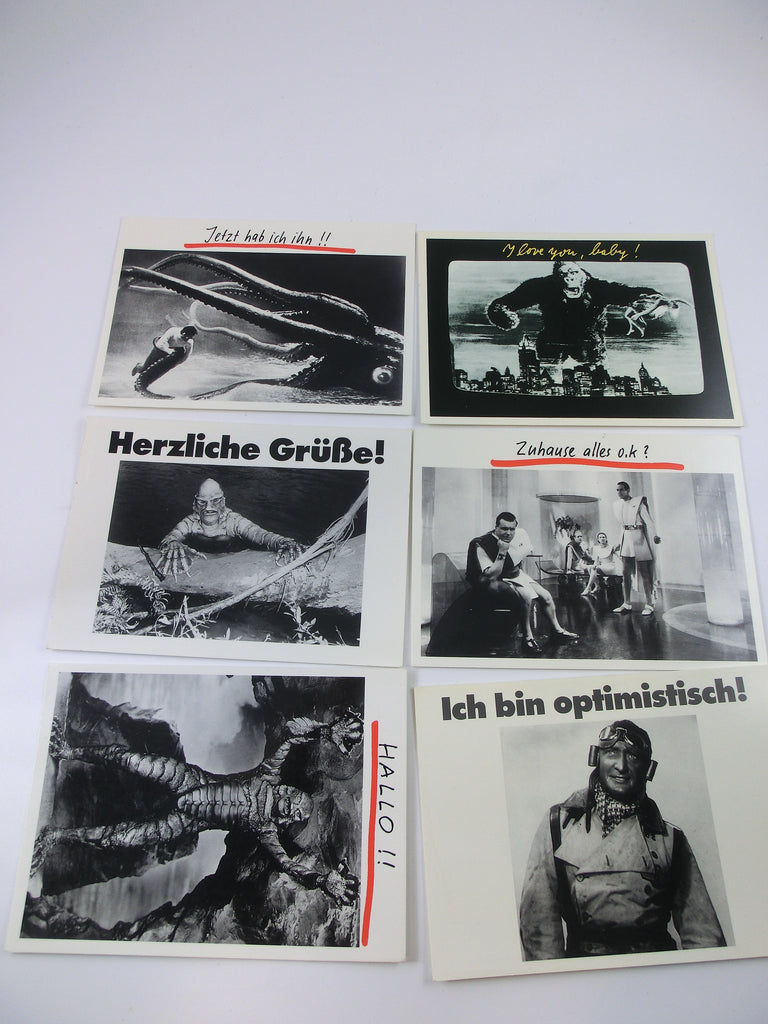 Jetzt hab ich ihn !!
I love you, baby !
Herzliche Grüße!
Zuhause alles o.k ?
HALLO !!
Ich bin optimistisch!